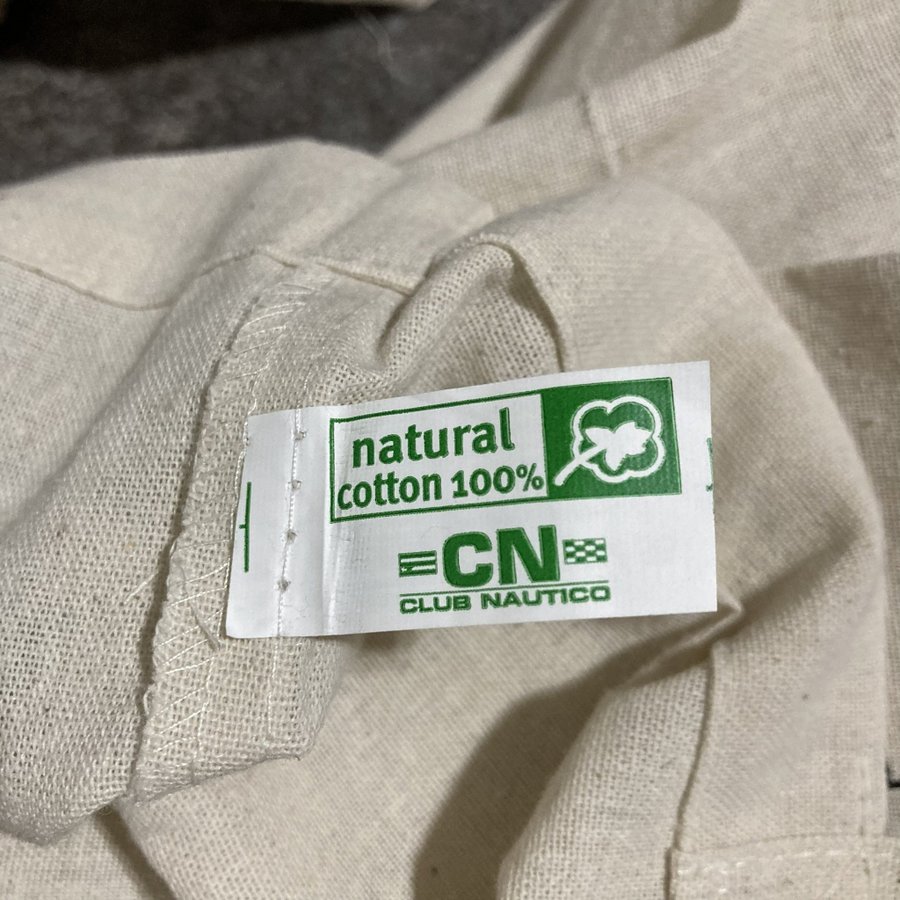 natural
cotton 100%
CN
CLUB NAUTICO